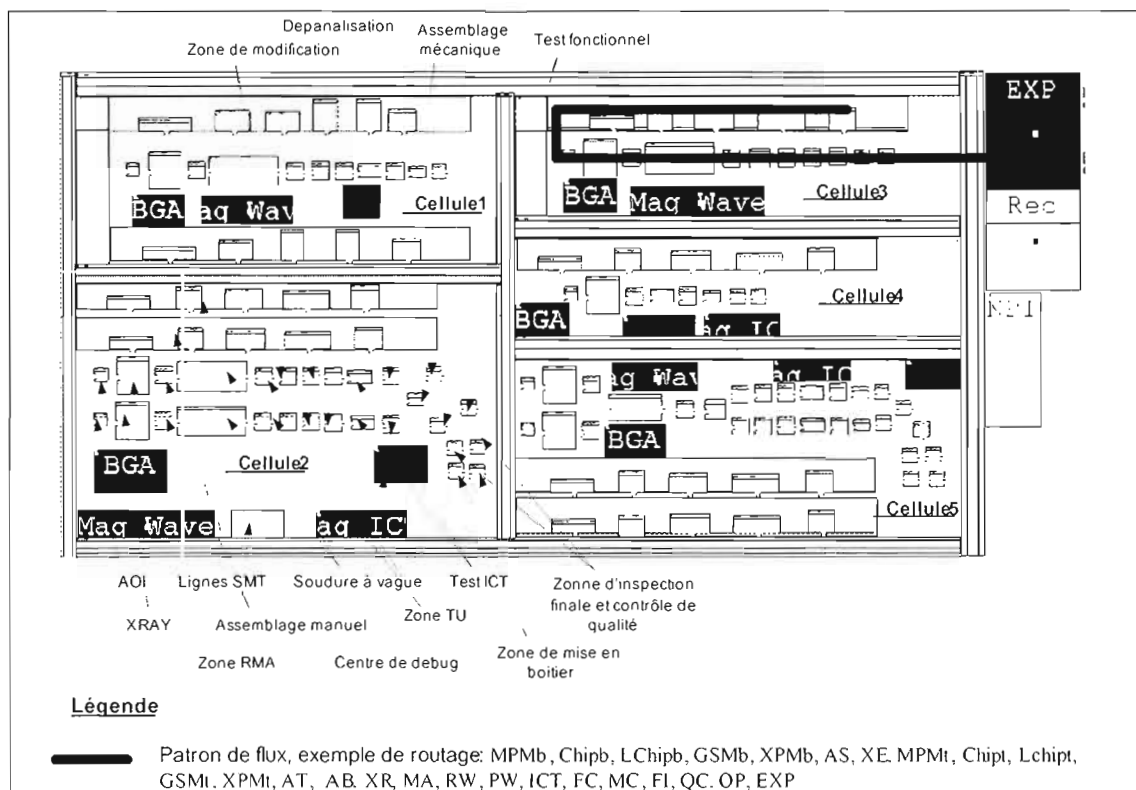 Depanalisation
Zone de modification
Assemblage
mécanique
Test fonctionnel
EXP
Rec
BGA
aq Wav
Cellule1
BGA
Maq Wave
Cellule3
Cellule4
BGA
aq IC
aq Wav
aq IC
BGA
Cellule5
BGA
Cellule2
Maq Wave
aq IC
AOI
Lignes SMT
Soudure à vague
Test ICT
Zonne d'inspection
finale et contrôle de
qualité
XRAY
Assemblage manuel
Zone TU
Zone RMA
Centre de debug
Zone de mise en
boitier
Légende
Patron de flux, exemple de routage: MPMb, Chipb, LChipb, GSMb, XPMb, AS, XE. MPMt, Chipt, Lchipt,
GSMt. XPMt, AT, AB. XR, MA, RW, PW, ICT, FC, MC, FI, QC. OP, EXP